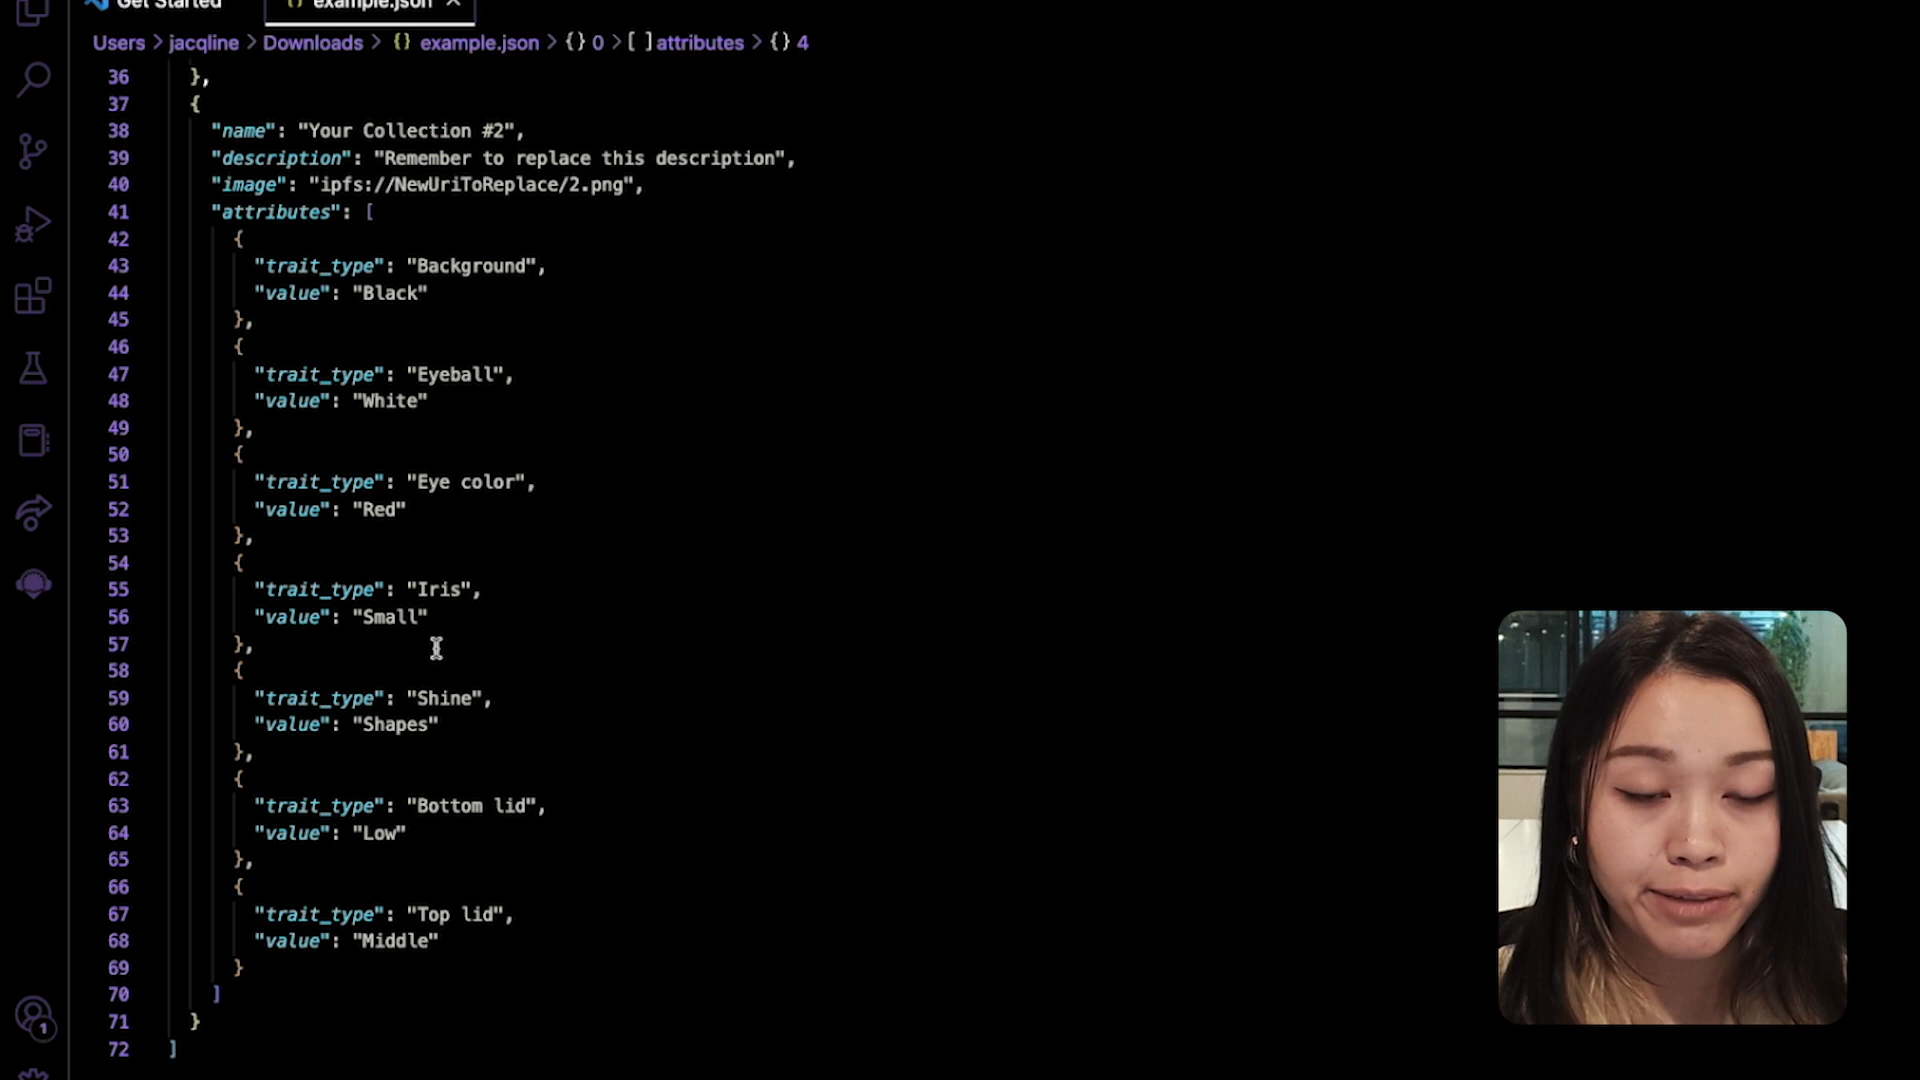 Get Started example.json ×
Users > jacqline > Downloads > {} example.json > {} 0 > [ ] attributes > {} 4
36 },
37 {
38 "name": "Your Collection #2",
39 "description": "Remember to replace this description",
40 "image": "ipfs://NewUriToReplace/2.png",
41 "attributes": [
42 {
43 "trait_type": "Background",
44 "value": "Black"
45 },
46 {
47 "trait_type": "Eyeball",
48 "value": "White"
49 },
50 {
51 "trait_type": "Eye color",
52 "value": "Red"
53 },
54 {
55 "trait_type": "Iris",
56 "value": "Small"
57 },
58 {
59 "trait_type": "Shine",
60 "value": "Shapes"
61 },
62 {
63 "trait_type": "Bottom lid",
64 "value": "Low"
65 },
66 {
67 "trait_type": "Top lid",
68 "value": "Middle"
69 }
70 ]
71 }
72 ]
1